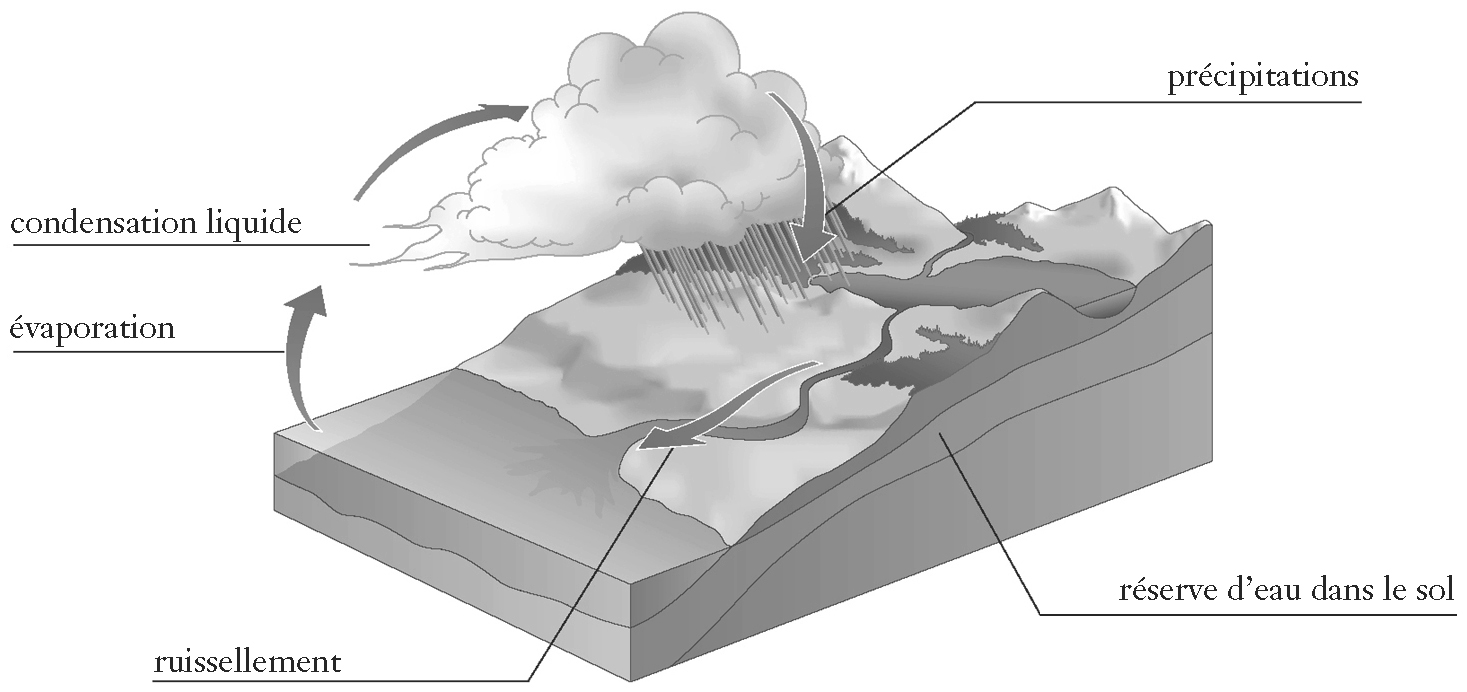 précipitations
condensation liquide
évaporation
réserve d’eau dans le sol
ruissellement